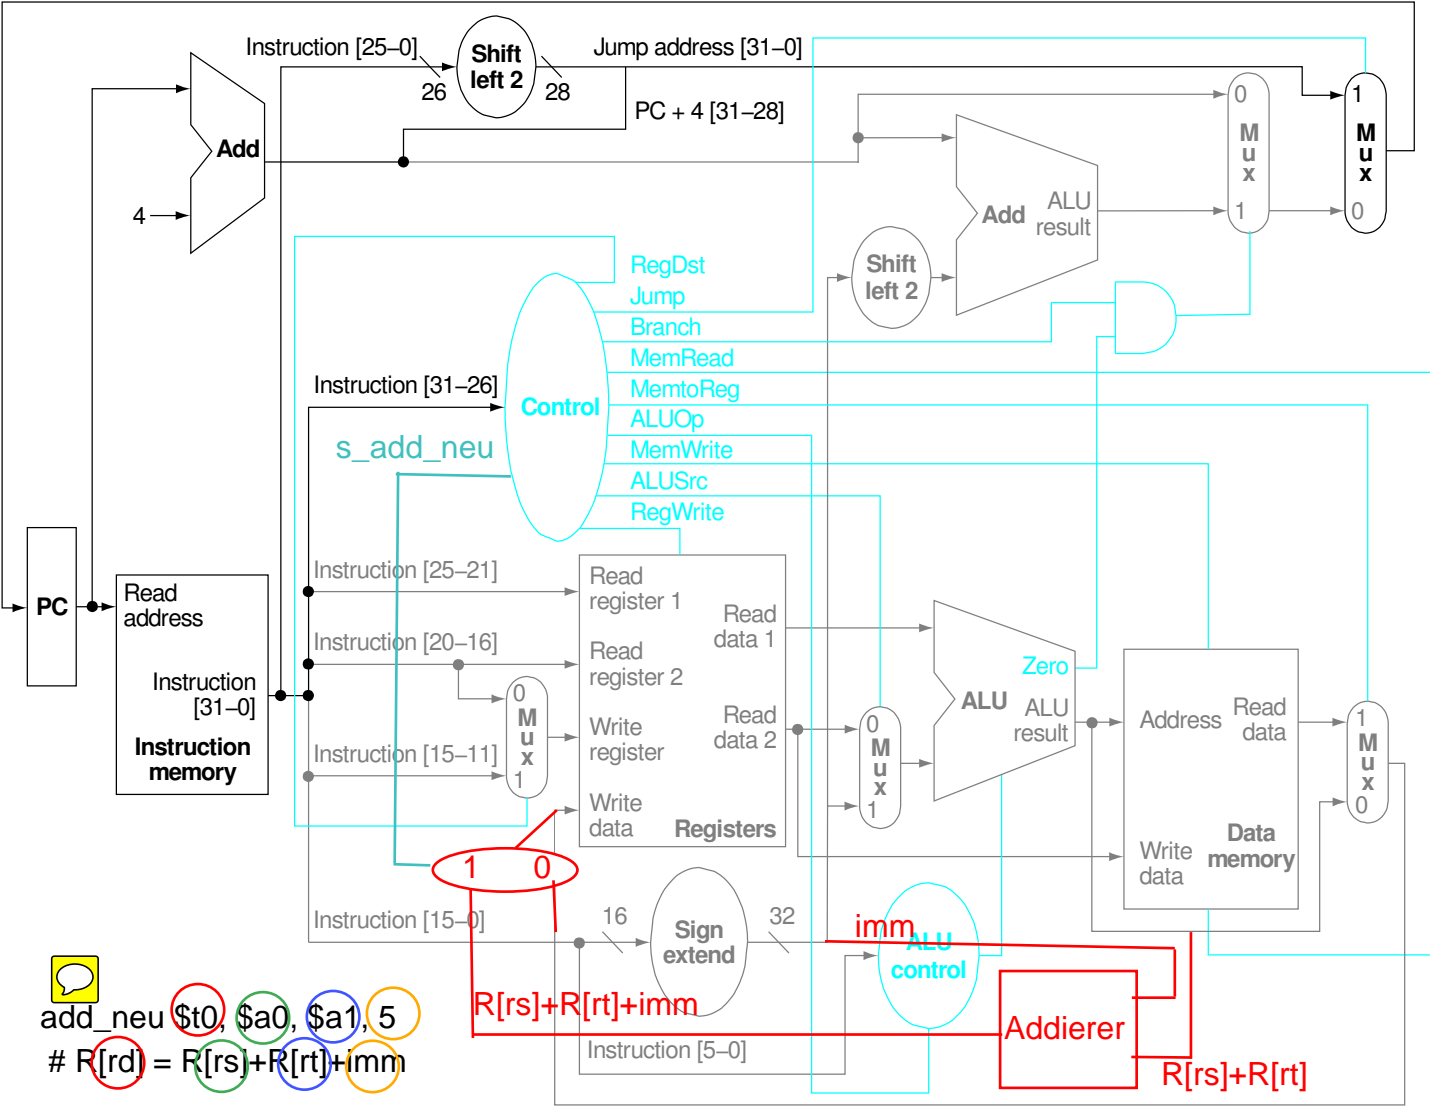 Instruction [25–0]
Shift
left 2
Jump address [31–0]
26
28
PC + 4 [31–28]
Add
4
0
M
u
x
1
1
M
u
x
0
Add
ALU
result
Shift
left 2
RegDst
Jump
Branch
MemRead
MemtoReg
ALUOp
MemWrite
ALUSrc
RegWrite
Instruction [31–26]
Control
s_add_neu
PC
Read
address
Instruction
[31–0]
Instruction
memory
Instruction [25–21]
Instruction [20–16]
Instruction [15–11]
0
M
u
x
1
Read
register 1
Read
register 2
Write
register
Write
data
Read
data 1
Read
data 2
Registers
0
M
u
x
1
Zero
ALU
ALU
result
Address
Read
data
Write
data
Data
memory
1
M
u
x
0
1 0
Instruction [15–0]
16
Sign
extend
32
imm
ALU
control
R[rs]+R[rt]+imm
Addierer
R[rs]+R[rt]
Instruction [5–0]
add_neu $t0, $a0, $a1, 5
# R[rd] = R[rs]+R[rt]+imm